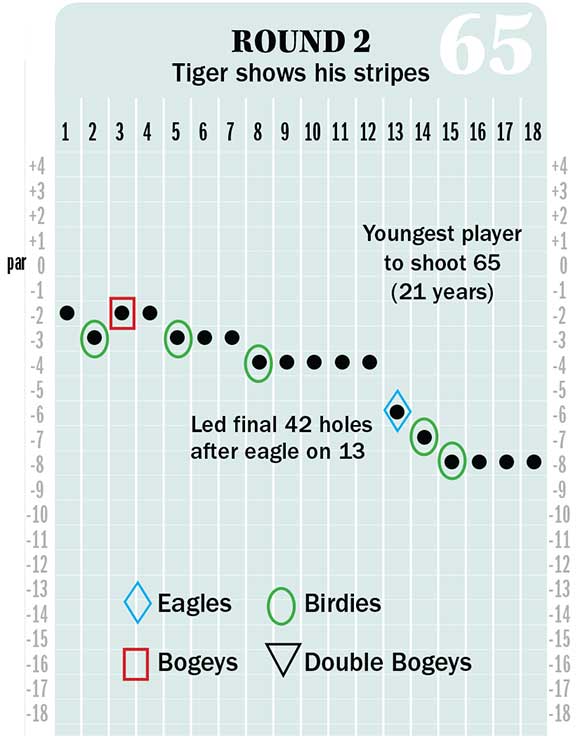 ROUND 2
65
Tiger shows his stripes
1 2 3 4 5 6 7 8 9 10 11 12 13 14 15 16 17 18
+4 +4
+3 +3
+2 +2
+1 +1
par 0 0
-1 -1
-2 -2
-3 -3
-4 -4
-5 -5
-6 -6
-7 -7
-8 -8
-9 -9
-10 -10
-11 -11
-12 -12
-13 -13
-14 -14
-15 -15
-16 -16
-17 -17
-18 -18
Youngest player
to shoot 65
(21 years)
Led final 42 holes
after eagle on 13
Eagles Birdies
Bogeys Double Bogeys